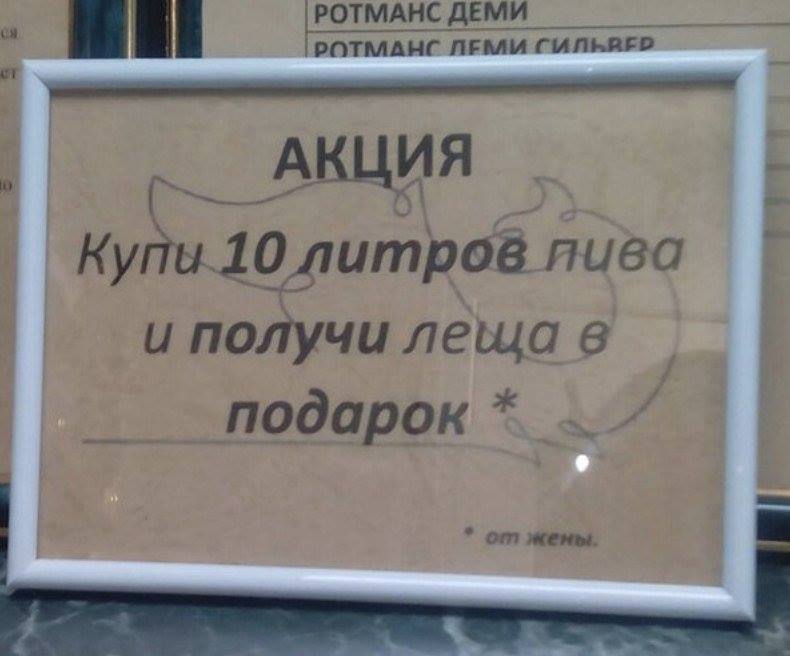 РОТМАНС ДЕМИ
РОТМАНС ДЕМИ СИЛЬВЕР
АКЦИЯ
Купи 10 литров пива
и получи леща в
подарок *
* от жены.